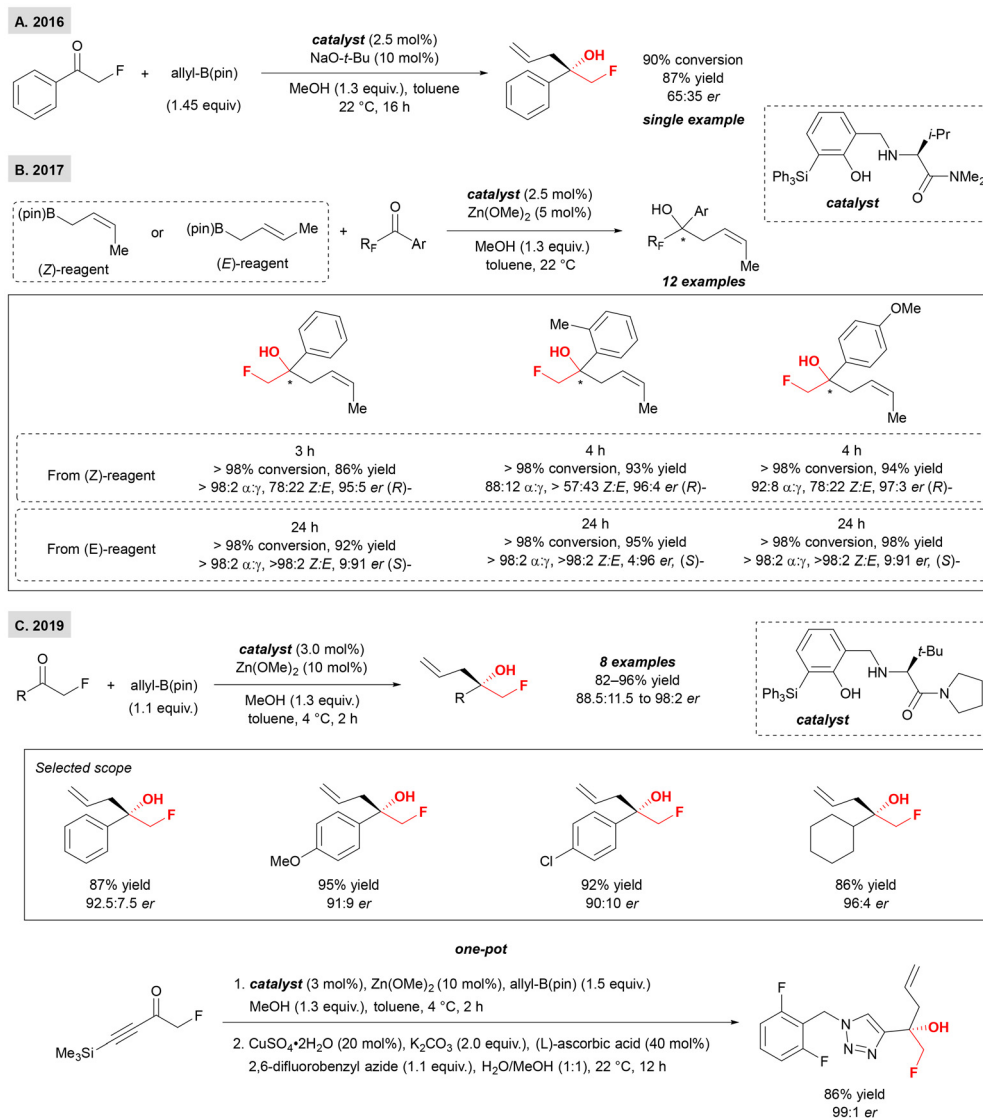 A. 2016
O
F
+
allyl-B(pin)
(1.45 equiv)
catalyst (2.5 mol%)
NaO-t-Bu (10 mol%)
MeOH (1.3 equiv.), toluene
22 °C, 16 h
OH
F
90% conversion
87% yield
65:35 er
single example
i-Pr
HN
Ph3Si
OH
NMe2
O
catalyst
B. 2017
(pin)B
Me
(Z)-reagent
or
(pin)B
Me
(E)-reagent
+
O
RF
Ar
catalyst (2.5 mol%)
Zn(OMe)2 (5 mol%)
MeOH (1.3 equiv.)
toluene, 22 °C
HO
Ar
RF
*
Me
12 examples
HO
F
*
Me
Me
HO
F
*
Me
OMe
HO
F
*
Me
From (Z)-reagent
3 h
> 98% conversion, 86% yield
> 98:2 α:γ, 78:22 Z:E, 95:5 er (R)-
4 h
> 98% conversion, 93% yield
88:12 α:γ, > 57:43 Z:E, 96:4 er (R)-
4 h
> 98% conversion, 94% yield
92:8 α:γ, 78:22 Z:E, 97:3 er (R)-
From (E)-reagent
24 h
> 98% conversion, 92% yield
> 98:2 α:γ, >98:2 Z:E, 9:91 er, (S)-
24 h
> 98% conversion, 95% yield
> 98:2 α:γ, >98:2 Z:E, 4:96 er, (S)-
24 h
> 98% conversion, 98% yield
> 98:2 α:γ, >98:2 Z:E, 9:91 er, (S)-
C. 2019
O
R
F
+
allyl-B(pin)
(1.1 equiv.)
catalyst (3.0 mol%)
Zn(OMe)2 (10 mol%)
MeOH (1.3 equiv.)
toluene, 4 °C, 2 h
OH
R
F
8 examples
82–96% yield
88.5:11.5 to 98:2 er
t-Bu
HN
Ph3Si
OH
N
O
catalyst
Selected scope
OH
F
87% yield
92.5:7.5 er
OH
F
MeO
95% yield
91:9 er
OH
F
Cl
92% yield
90:10 er
OH
F
86% yield
96:4 er
one-pot
O
F
Me3Si
1. catalyst (3 mol%), Zn(OMe)2 (10 mol%), allyl-B(pin) (1.5 equiv.)
MeOH (1.3 equiv.), toluene, 4 °C, 2 h
2. CuSO4•2H2O (20 mol%), K2CO3 (2.0 equiv.), (L)-ascorbic acid (40 mol%)
2,6-difluorobenzyl azide (1.1 equiv.), H2O/MeOH (1:1), 22 °C, 12 h
F
F
N
N
N
OH
F
86% yield
99:1 er